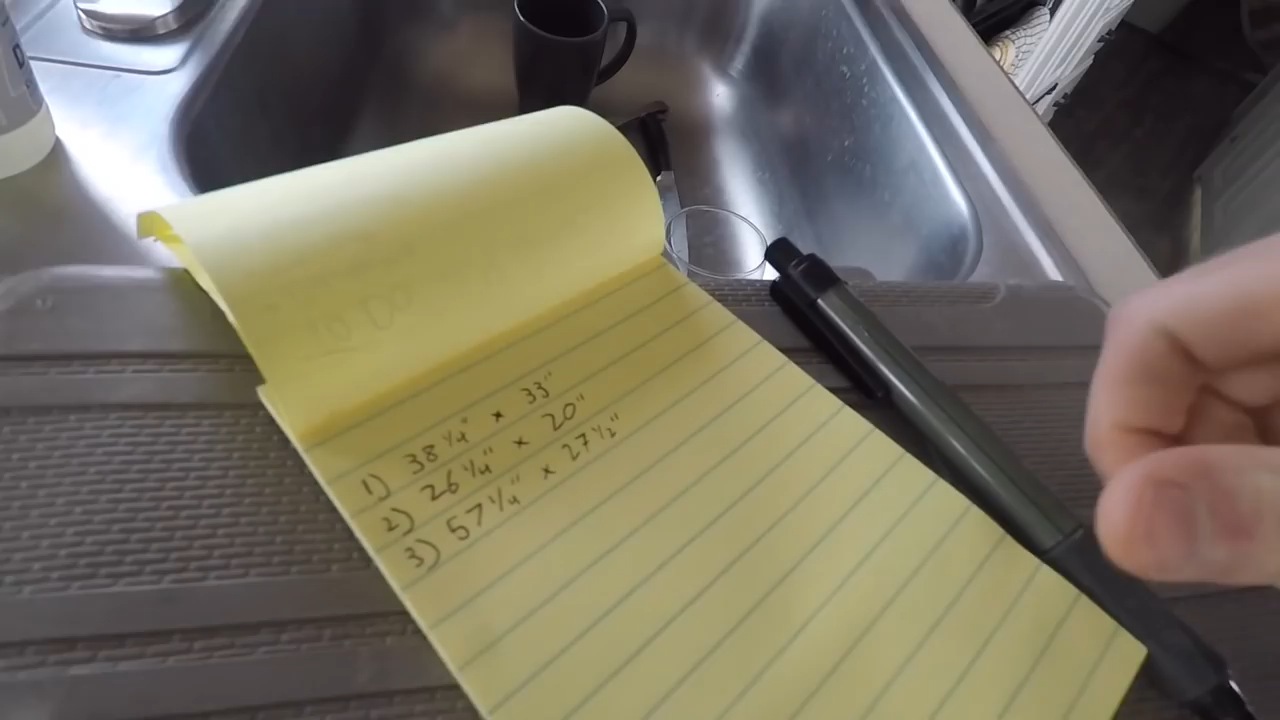 1) 38 1/4" x 33"
2) 26 1/4" x 20"
3) 57 1/4" x 27 1/2"